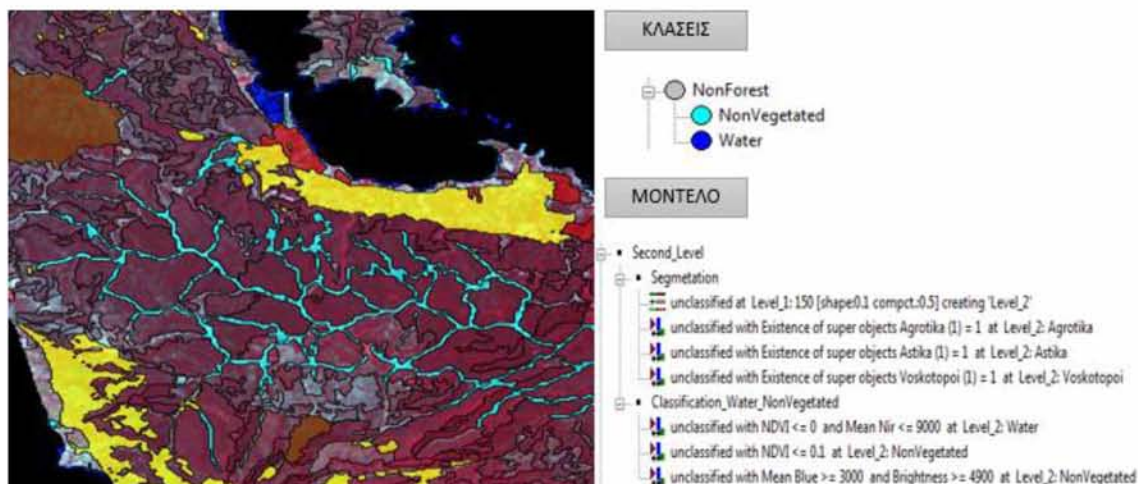 ΚΛΑΣΕΙΣ
NonForest
NonVegetated
Water
ΜΟΝΤΕΛΟ
Second_Level
Segmetation
unclassified at Level_1: 150 [shape:0.1 compct.:0.5] creating 'Level_2'
unclassified with Existence of super objects Agrotika (1) = 1 at Level_2: Agrotika
unclassified with Existence of super objects Astika (1) = 1 at Level_2: Astika
unclassified with Existence of super objects Voskotopoi (1) = 1 at Level_2: Voskotopoi
Classification_Water_NonVegetated
unclassified with NDVI <= 0 and Mean Nir <= 9000 at Level_2: Water
unclassified with NDVI <= 0.1 at Level_2: NonVegetated
unclassified with Mean Blue >= 3000 and Brightness >= 4900 at Level_2: NonVegetated